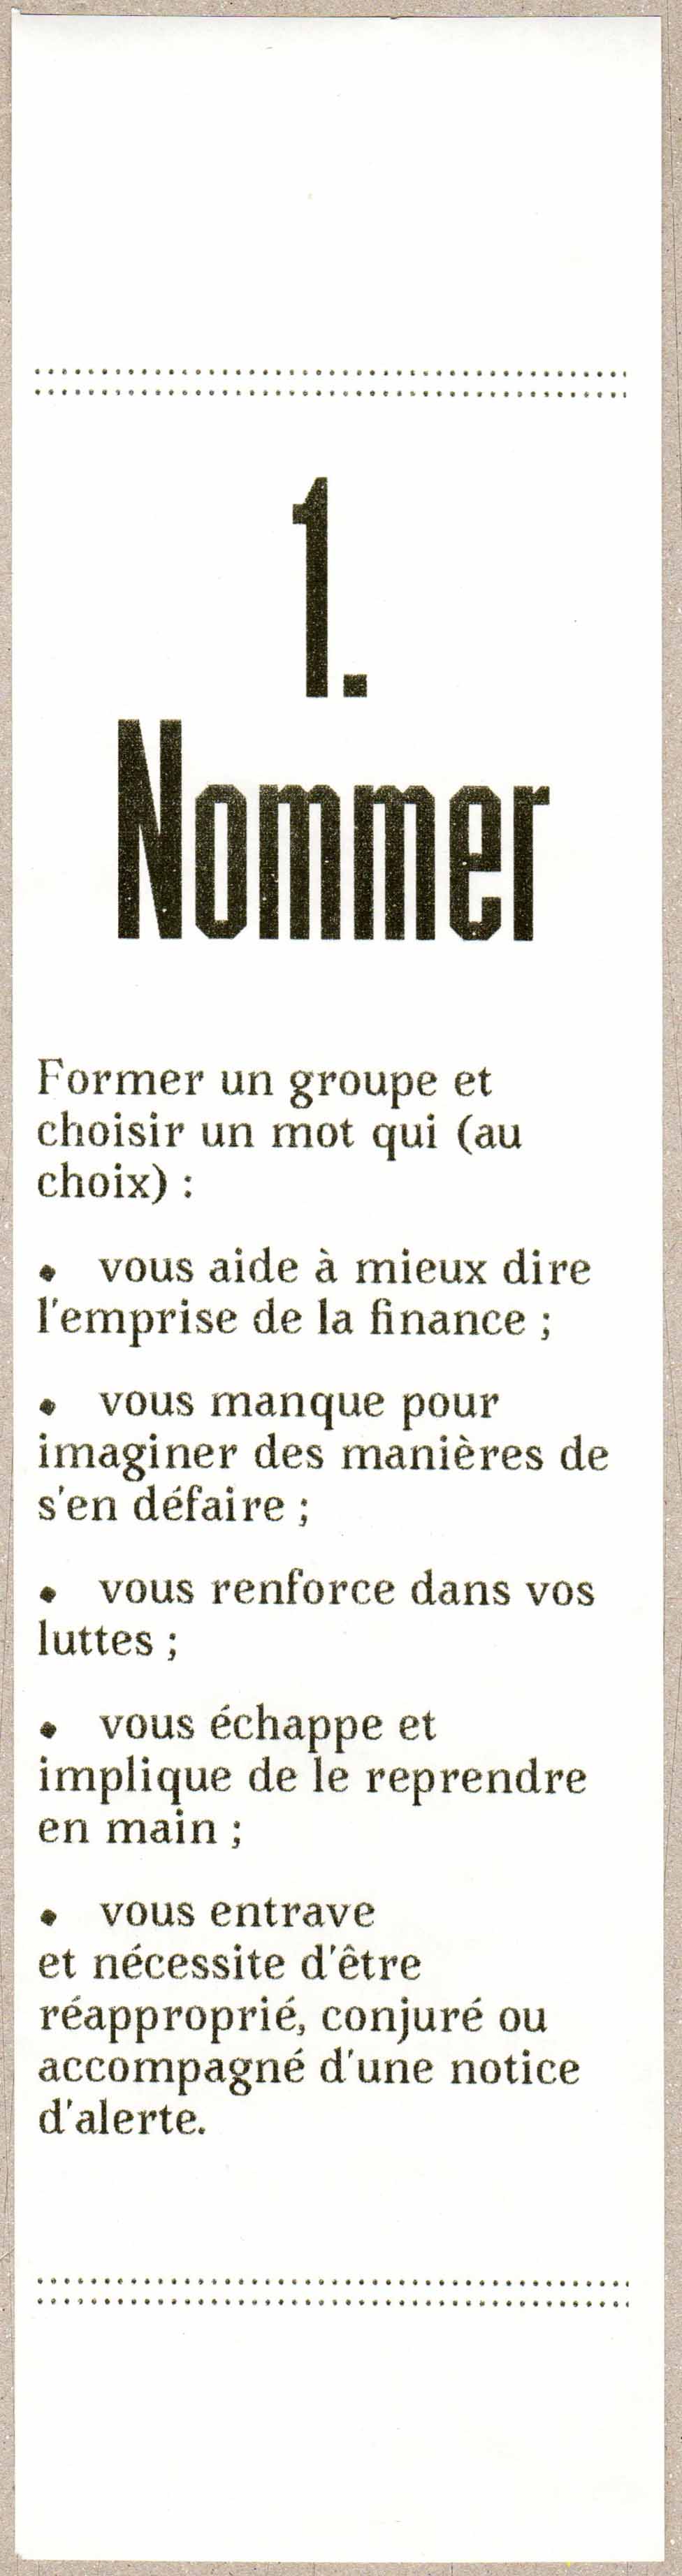 1.
Nommer
Former un groupe et
choisir un mot qui (au
choix) :
• vous aide à mieux dire
l'emprise de la finance ;
• vous manque pour
imaginer des manières de
s'en défaire ;
• vous renforce dans vos
luttes ;
• vous échappe et
implique de le reprendre
en main ;
• vous entrave
et nécessite d'être
réapproprié, conjuré ou
accompagné d'une notice
d'alerte.